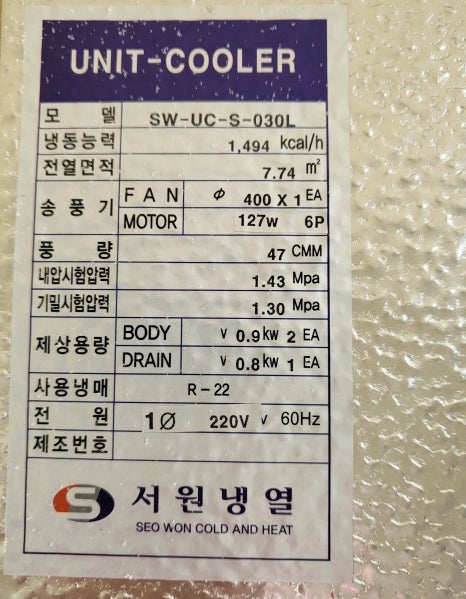 UNIT-COOLER
모 델 SW-UC-S-030L
냉동능력 1,494 kcal/h
전열면적 7.74 m²
송풍기 FAN Φ 400 X 1 EA
MOTOR 127w 6P
풍 량 47 CMM
내압시험압력 1.43 Mpa
기밀시험압력 1.30 Mpa
제상용량 BODY V 0.9kw 2 EA
DRAIN V 0.8kw 1 EA
사용냉매 R-22
전 원 1Ø 220V V 60Hz
제조번호
S 서원냉열
SEO WON COLD AND HEAT